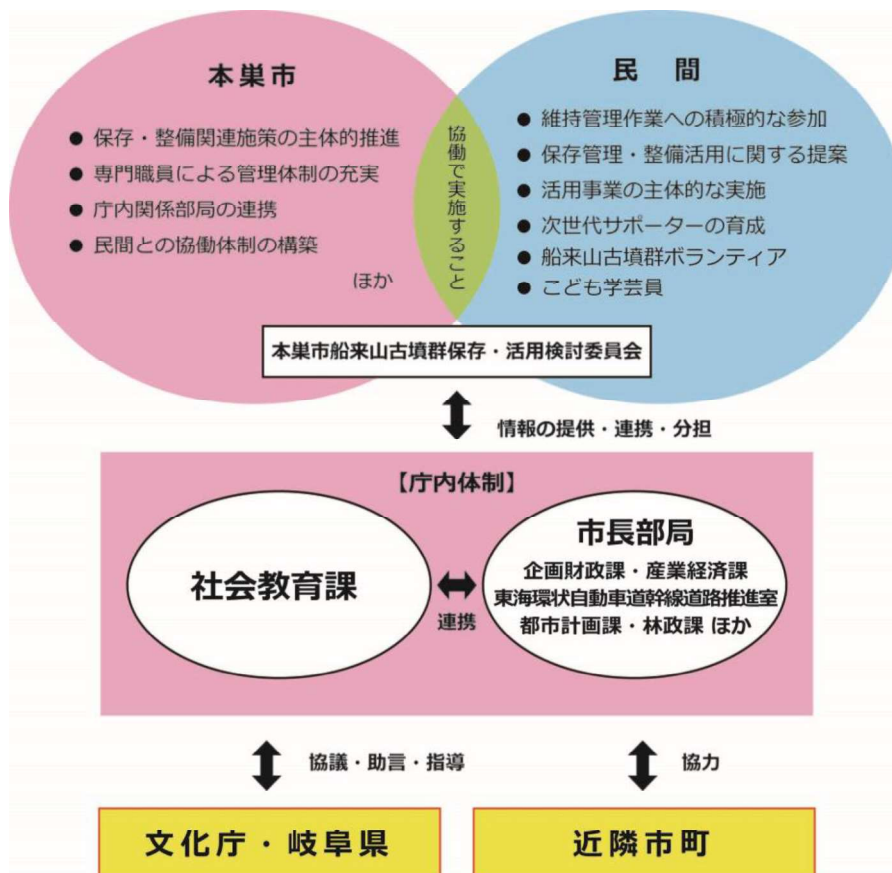 本巣市
● 保存・整備関連施策の主体的推進
● 専門職員による管理体制の充実
● 庁内関係部局の連携
● 民間との協働体制の構築
ほか
協働で実施すること
民 間
● 維持管理作業への積極的な参加
● 保存管理・整備活用に関する提案
● 活用事業の主体的な実施
● 次世代サポーターの育成
● 船来山古墳群ボランティア
● こども学芸員
本巣市船来山古墳群保存・活用検討委員会
情報の提供・連携・分担
【庁内体制】
社会教育課
連携
市長部局
企画財政課・産業経済課
東海環状自動車道幹線道路推進室
都市計画課・林政課 ほか
協議・助言・指導
協力
文化庁・岐阜県
近隣市町